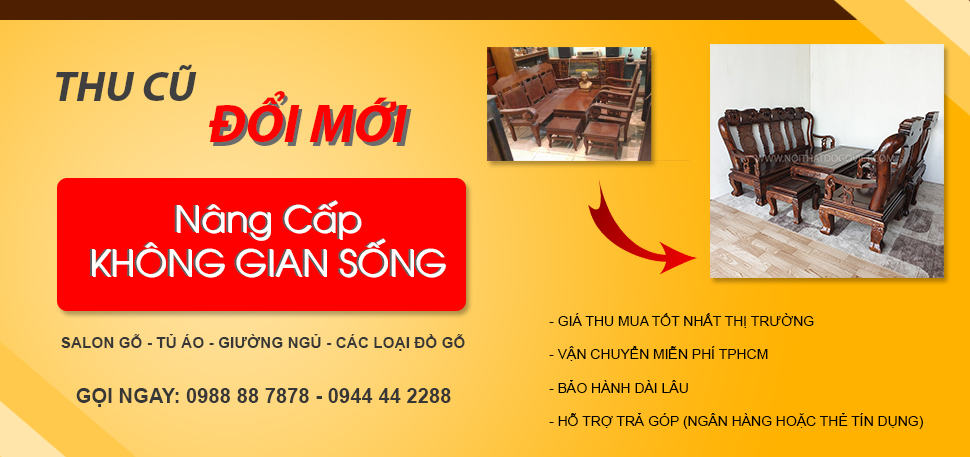 THU CŨ
ĐỔI MỚI
Nâng Cấp
KHÔNG GIAN SỐNG
SALON GỖ - TỦ ÁO - GIƯỜNG NGỦ - CÁC LOẠI ĐỒ GỖ
GỌI NGAY: 0988 88 7878 - 0944 44 2288
- GIÁ THU MUA TỐT NHẤT THỊ TRƯỜNG
- VẬN CHUYỂN MIỄN PHÍ TPHCM
- BẢO HÀNH DÀI LÂU
- HỖ TRỢ TRẢ GÓP (NGÂN HÀNG HOẶC THẺ TÍN DỤNG)